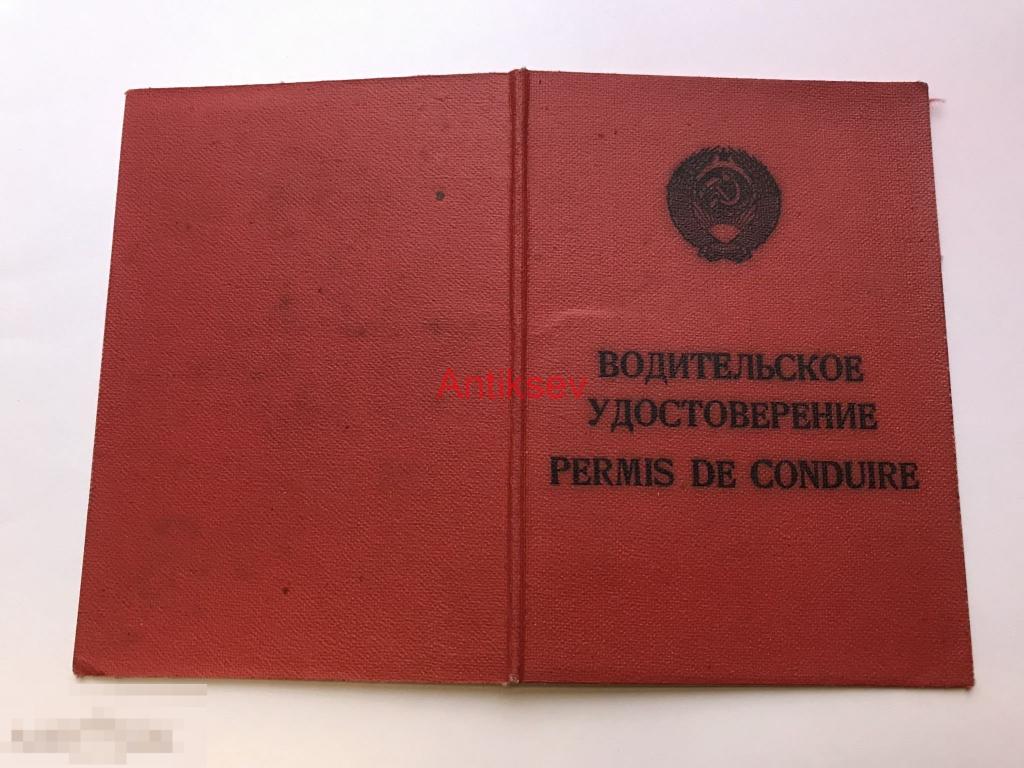 ВОДИТЕЛЬСКОЕ
Antiksev
УДОСТОВЕРЕНИЕ
PERMIS DE CONDUIRE